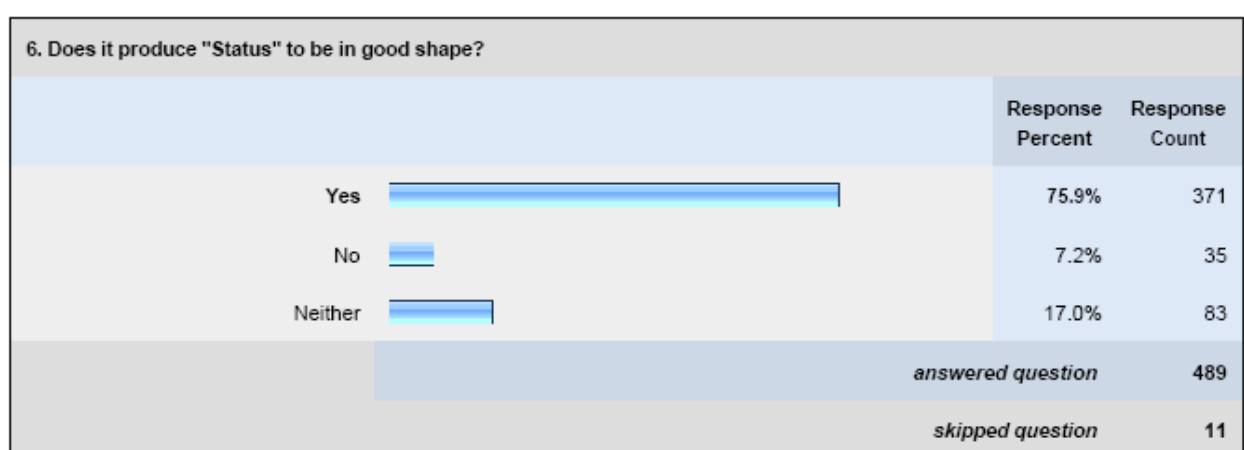 6. Does it produce "Status" to be in good shape?
Response Response
Percent Count
Yes 75.9% 371
No 7.2% 35
Neither 17.0% 83
answered question 489
skipped question 11